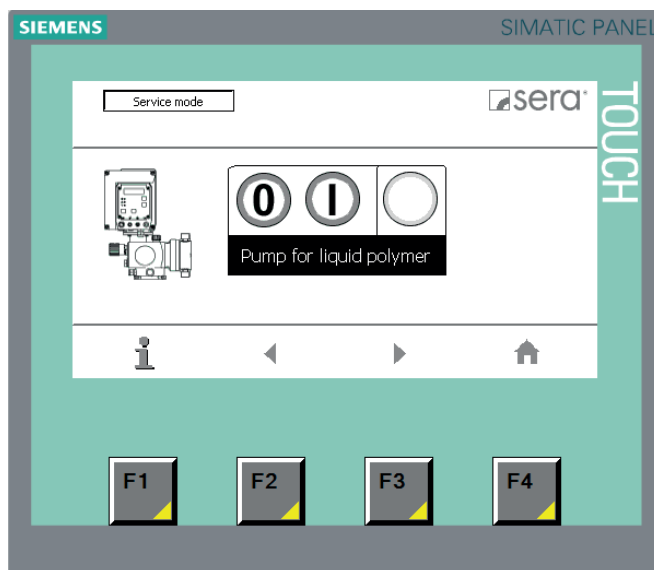 SIEMENS
SIMATIC PANEL
TOUCH
Service mode
sera
0 I
Pump for liquid polymer
F1 F2 F3 F4